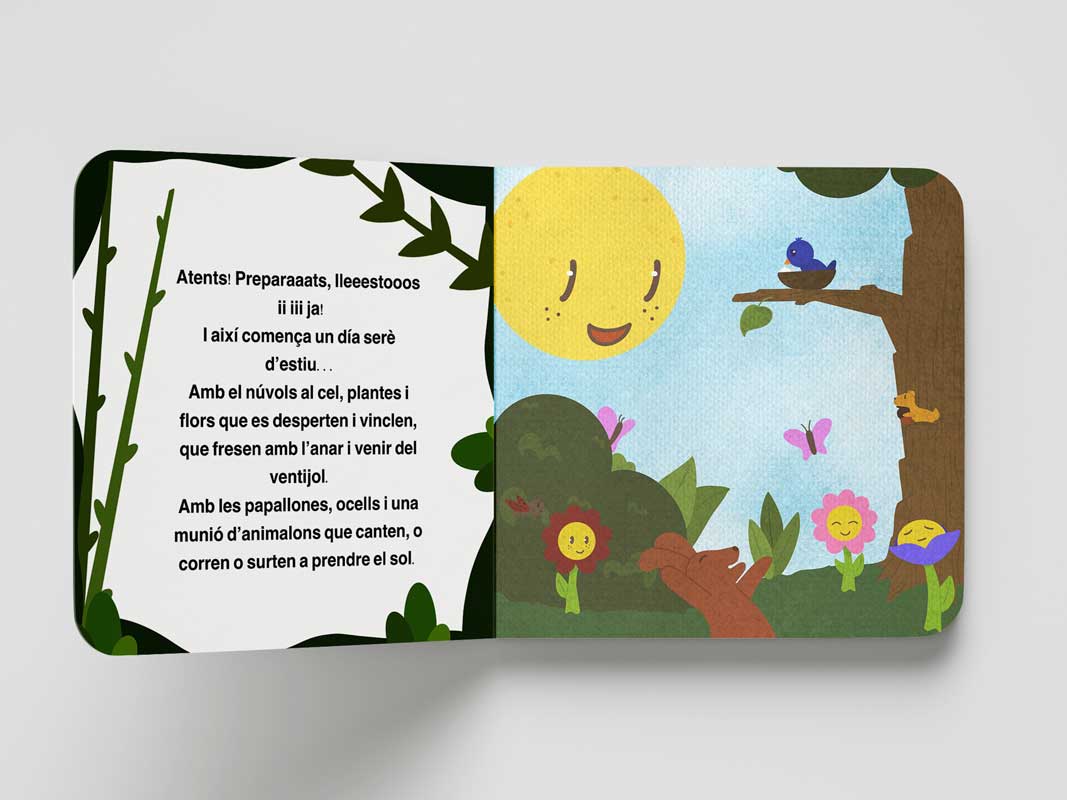 Atents! Preparaaats, lleeestooos
ii iii ja!
I així comença un día serè
d'estiu...
Amb el núvols al cel, plantes i
flors que es desperten i vinclen,
que fresen amb l'anar i venir del
ventijol.
Amb les papallones, ocells i una
munió d'animalons que canten, o
corren o surten a prendre el sol.